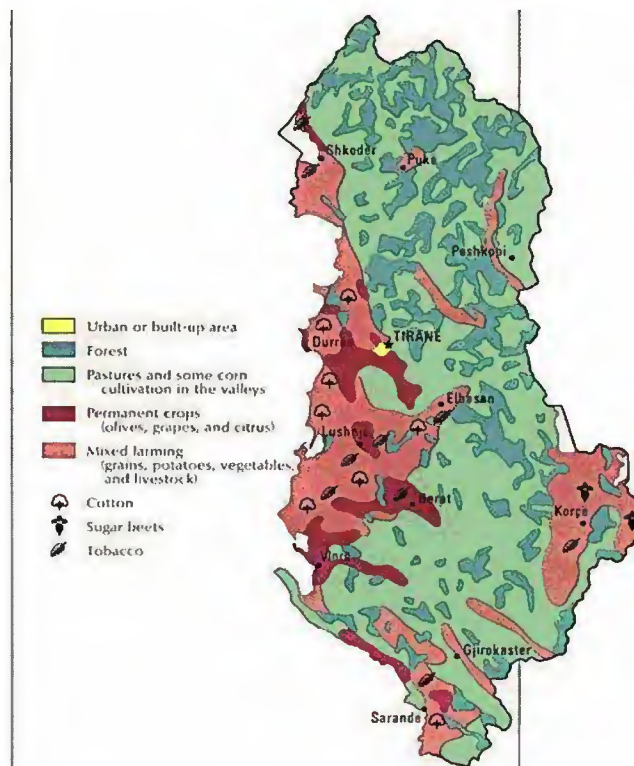 Shkoder
Puke
Peshkopi
Durres
TIRANE
Elbasan
Lushnje
Berat
Korçe
Vlorë
Gjirokaster
Sarande
Urban or built-up area
Forest
Pastures and some corn
cultivation in the valleys
Permanent crops
(olives, grapes, and citrus)
Mixed farming
(grains, potatoes, vegetables,
and livestock)
Cotton
Sugar beets
Tobacco